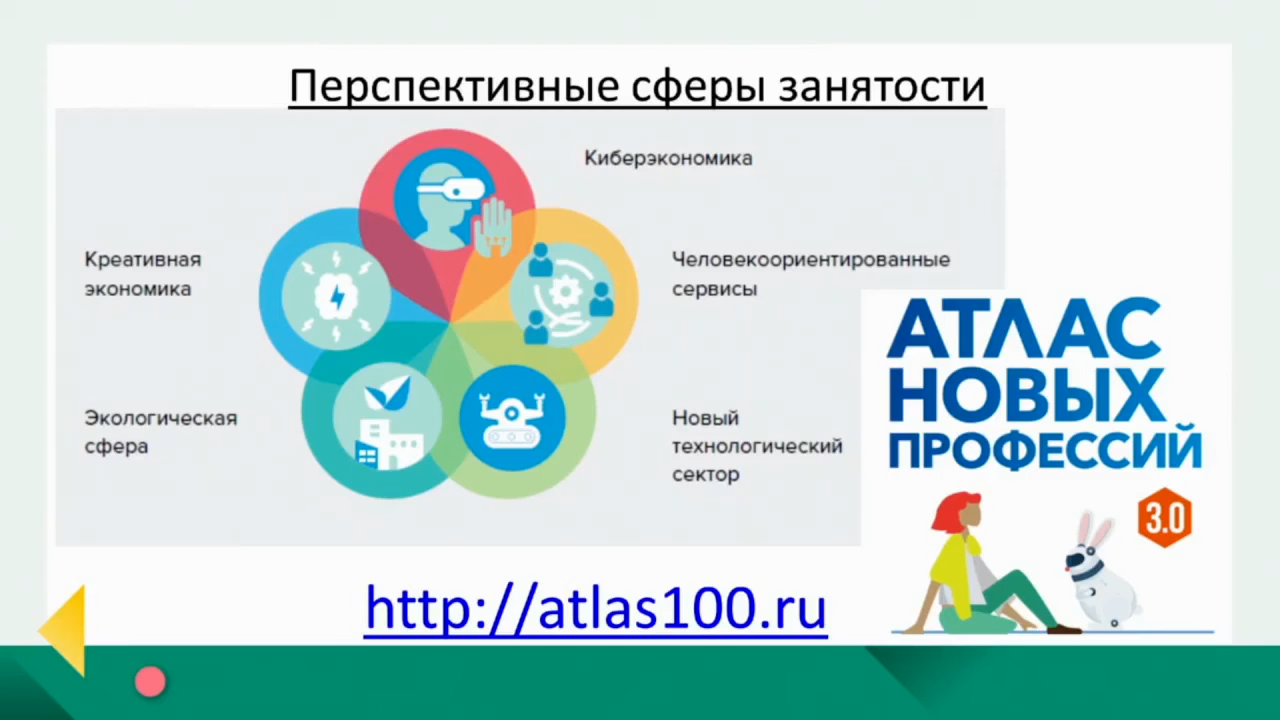 Перспективные сферы занятости
Киберэкономика
Креативная
экономика
Человекоориентированные
сервисы
Экологическая
сфера
Новый
технологический
сектор
АТЛАС
НОВЫХ
ПРОФЕССИЙ
3.0
http://atlas100.ru